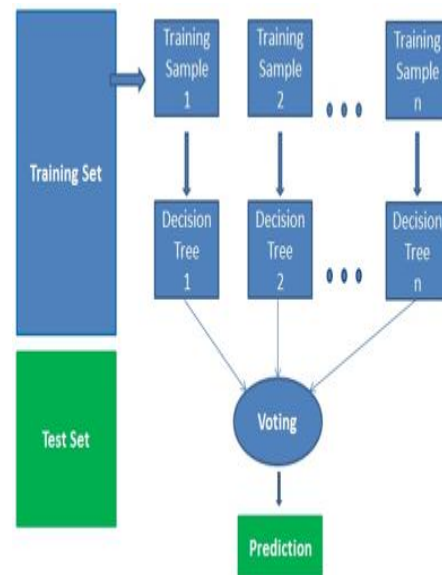 Training Set
Training
Sample
1
Training
Sample
2
Training
Sample
n
Decision
Tree
1
Decision
Tree
2
Decision
Tree
n
Test Set
Voting
Prediction